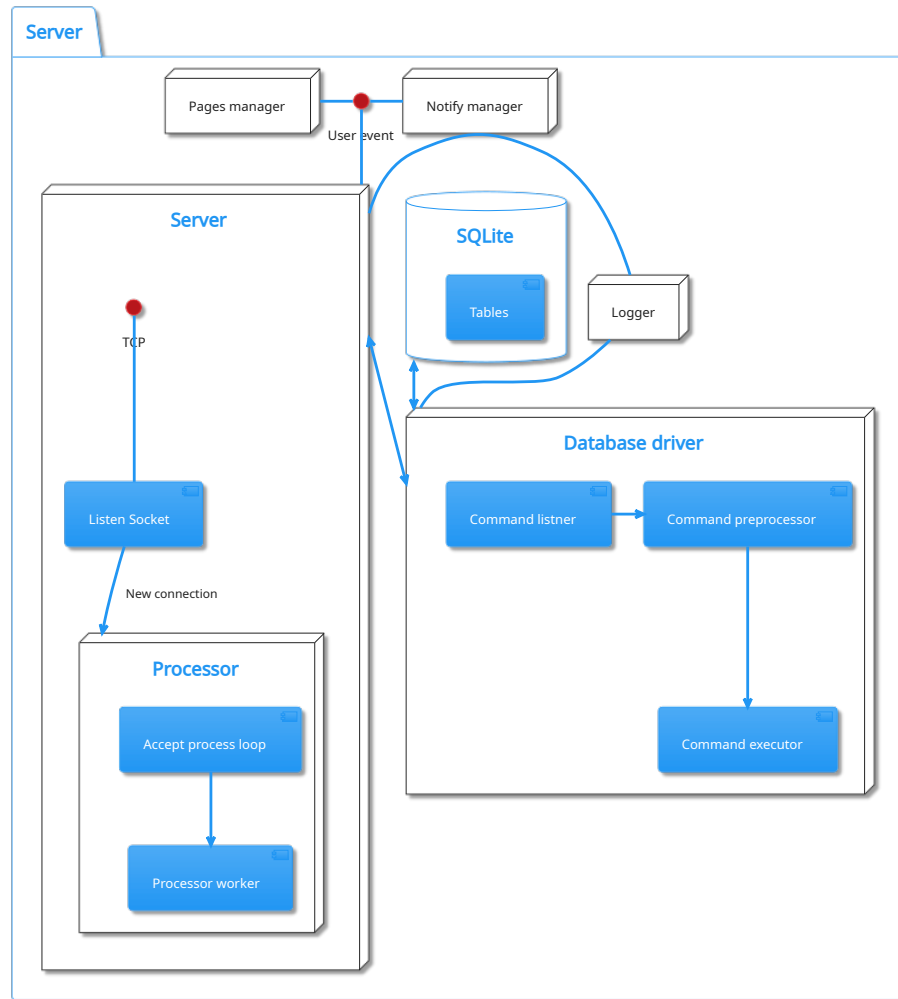 Server
Pages manager
Notify manager
User event
Server
SQLite
Tables
Logger
TCP
Database driver
Listen Socket
Command listner
Command preprocessor
New connection
Processor
Accept process loop
Command executor
Processor worker